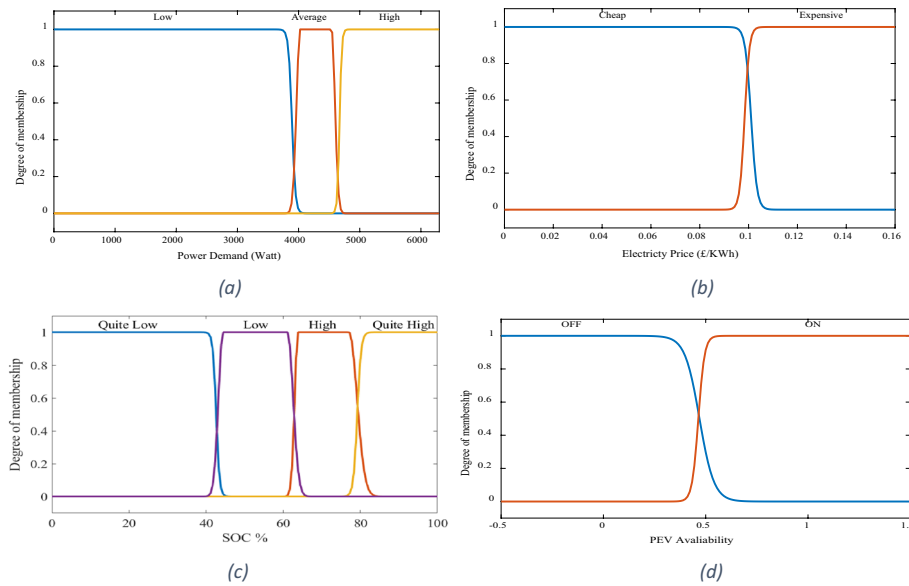 Low Average High
1
0.8
0.6
0.4
0.2
0
Degree of membership
0 1000 2000 3000 4000 5000 6000
Power Demand (Watt)
(a)
Cheap Expensive
1
0.8
0.6
0.4
0.2
0
Degree of membership
0 0.02 0.04 0.06 0.08 0.1 0.12 0.14 0.16
Electricty Price (£/KWh)
(b)
Quite Low Low High Quite High
1
0.8
0.6
0.4
0.2
0
Degree of membership
0 20 40 60 80 100
SOC %
(c)
OFF ON
1
0.8
0.6
0.4
0.2
0
Degree of membership
-0.5 0 0.5 1
PEV Avaliability
(d)